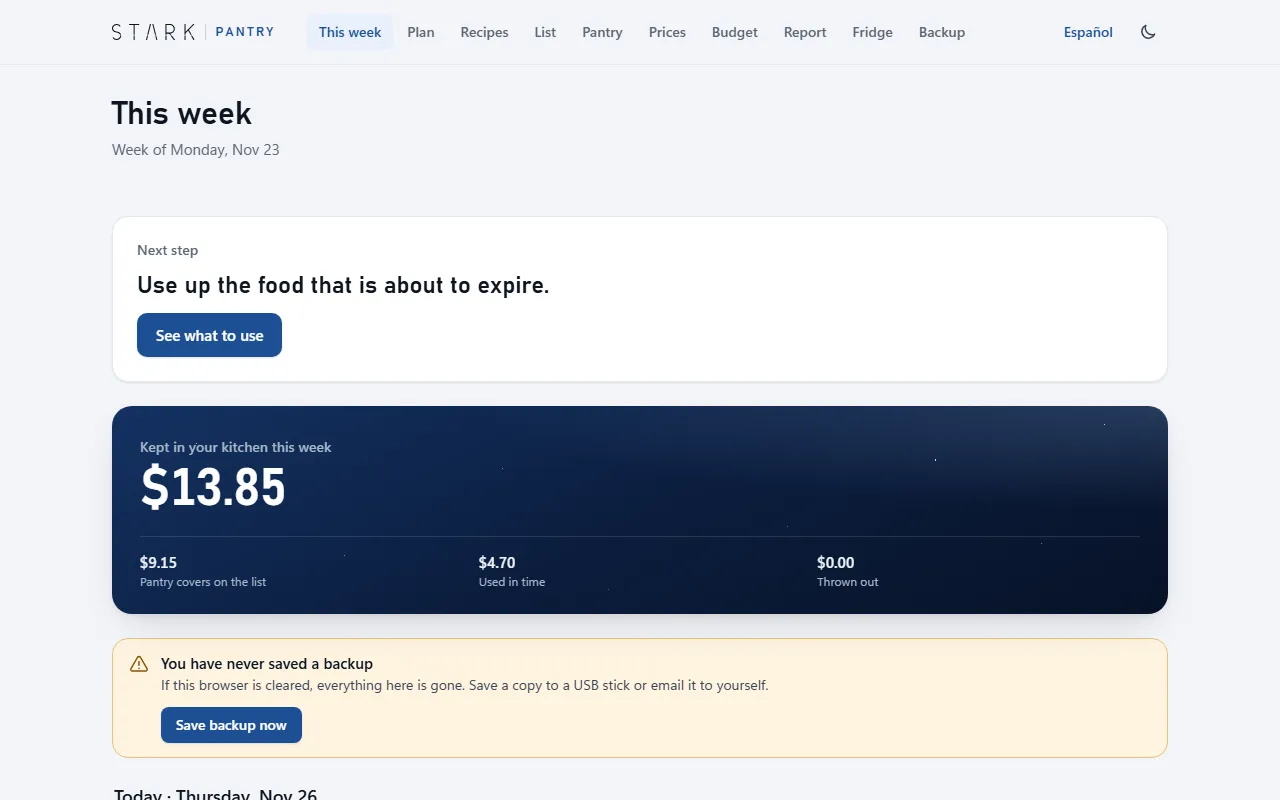 STARK PANTRY This week Plan Recipes List Pantry Prices Budget Report Fridge Backup Español
This week
Week of Monday, Nov 23
Next step
Use up the food that is about to expire.
See what to use
Kept in your kitchen this week
$13.85
$9.15 $4.70 $0.00
Pantry covers on the list Used in time Thrown out
You have never saved a backup
If this browser is cleared, everything here is gone. Save a copy to a USB stick or email it to yourself.
Save backup now
Today · Thursday, Nov 26